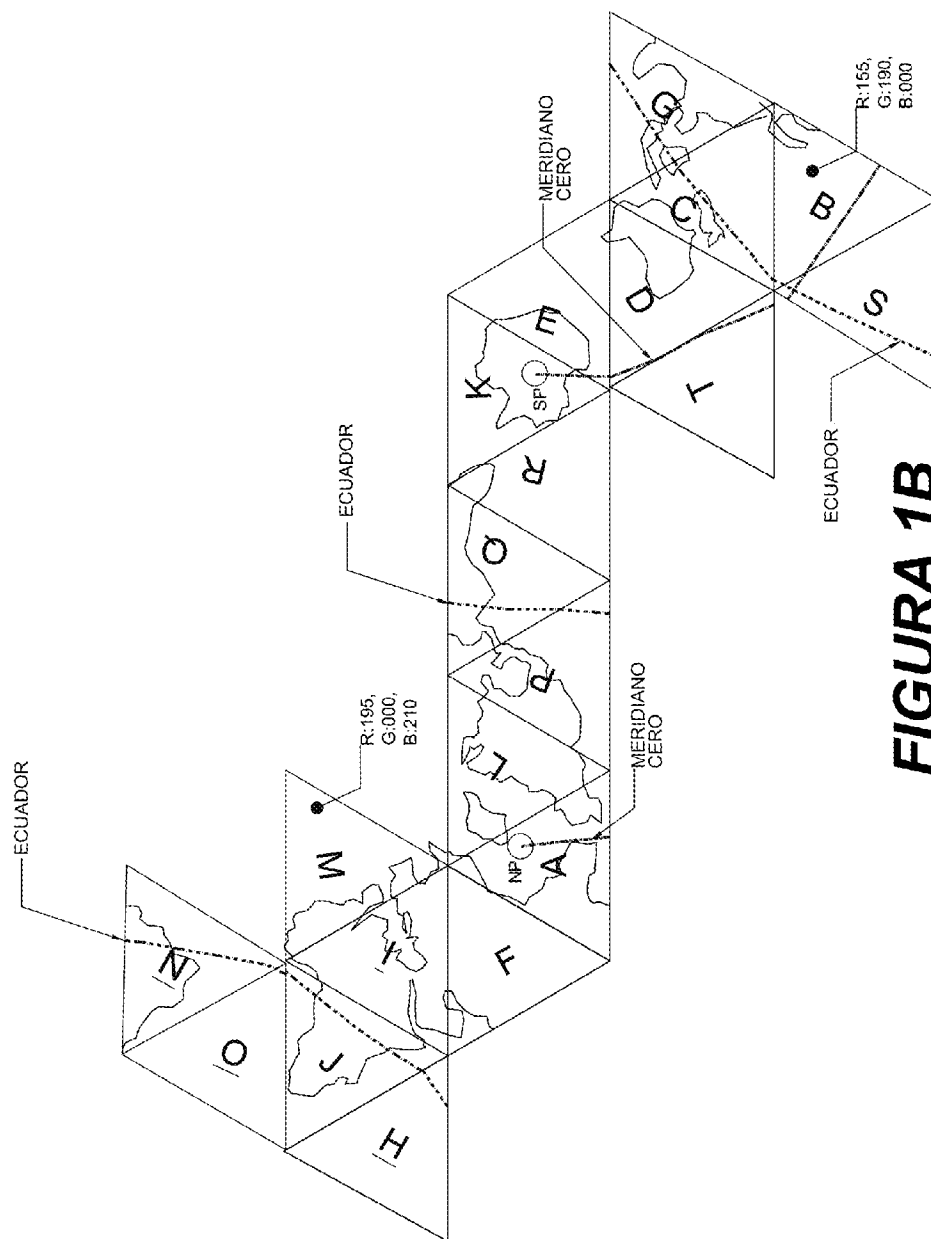 ECUADOR
N
O
R:195,
G:000,
B:210
M
I
J
H
ECUADOR
MERIDIANO
CERO
G
R:155,
G:190,
B:000
C
B
D
E
K
SP
S
T
R
Q
P
L
NP
A
F
MERIDIANO
CERO
ECUADOR
FIGURA 1B